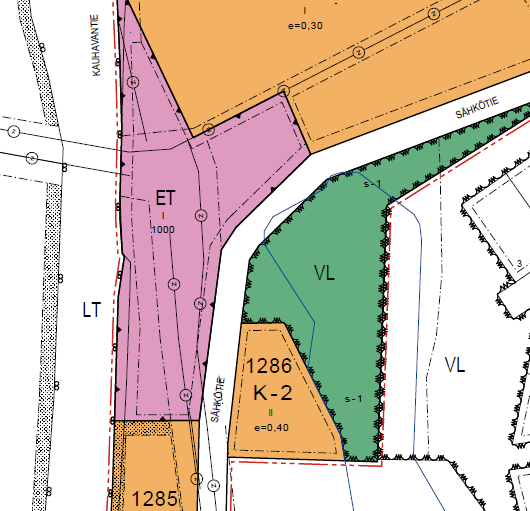 I
e=0,30
KAUHAVANTIE
SÄHKÖTIE
s-1
ET
I
1000
VL
LT
3
1286
K-2
II
e=0,40
SÄHKÖTIE
s-1
VL
1285